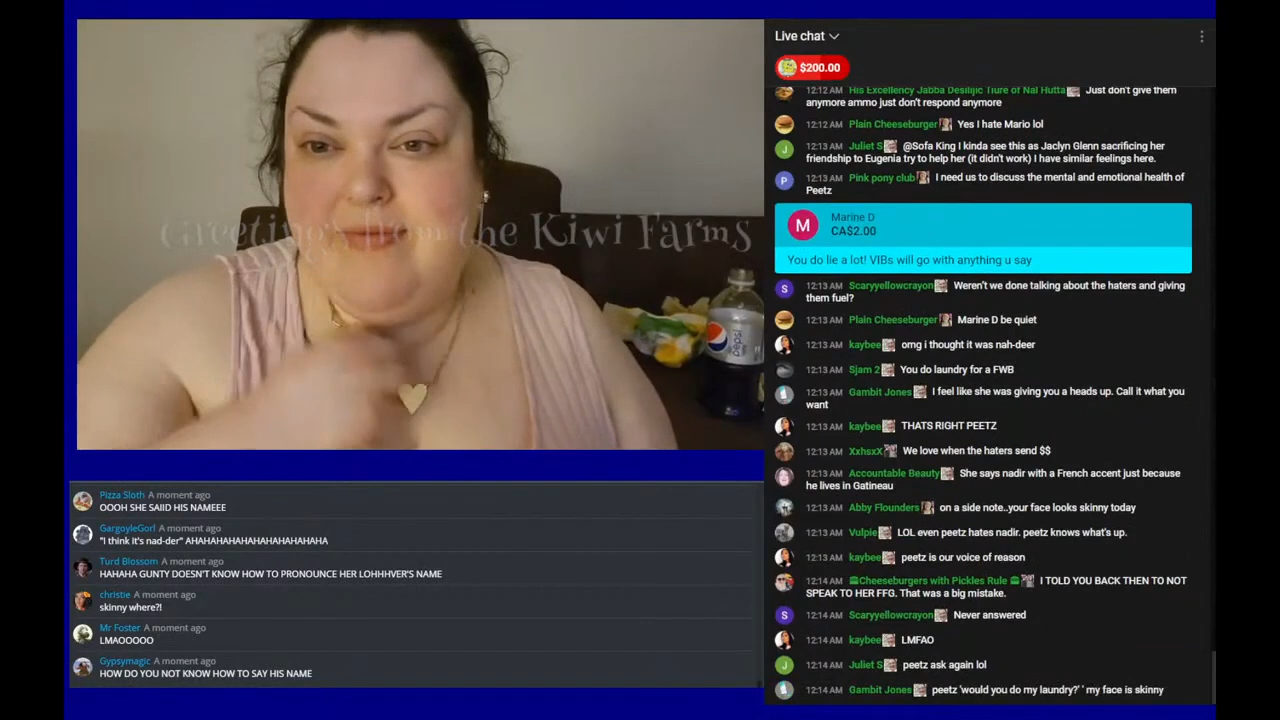 Greetings from the Kiwi Farms
pepsi
Pizza Sloth A moment ago
OOOH SHE SAIID HIS NAMEEE
GargoyleGorl A moment ago
"I think it's nad-der" AHAHAHAHAHAHAHAHAHAHA
Turd Blossom A moment ago
HAHAHA GUNTY DOESN'T KNOW HOW TO PRONOUNCE HER LOHHHVER'S NAME
christie A moment ago
skinny where?!
Mr Foster A moment ago
LMAOOOOO
Gypsymagic A moment ago
HOW DO YOU NOT KNOW HOW TO SAY HIS NAME
Live chat
$200.00
12:12 AM His Excellency Jabba Desilijic Tiure of Nal Hutta Just don't give them
anymore ammo just don't respond anymore
12:12 AM Plain Cheeseburger Yes I hate Mario lol
J
12:13 AM Juliet S @Sofa King I kinda see this as Jaclyn Glenn sacrificing her
friendship to Eugenia try to help her (it didn't work) I have similar feelings here.
P
12:13 AM Pink pony club I need us to discuss the mental and emotional health of
Peetz
M
Marine D
CA$2.00
You do lie a lot! VIBs will go with anything u say
S
12:13 AM Scaryyellowcrayon Weren't we done talking about the haters and giving
them fuel?
12:13 AM Plain Cheeseburger Marine D be quiet
12:13 AM kaybee omg i thought it was nah-deer
12:13 AM Sjam 2 You do laundry for a FWB
12:13 AM Gambit Jones I feel like she was giving you a heads up. Call it what you
want
12:13 AM kaybee THATS RIGHT PEETZ
12:13 AM XxhsxX We love when the haters send $$
12:13 AM Accountable Beauty She says nadir with a French accent just because
he lives in Gatineau
12:13 AM Abby Flounders on a side note..your face looks skinny today
12:13 AM Vulpie LOL even peetz hates nadir. peetz knows what's up.
12:13 AM kaybee peetz is our voice of reason
12:14 AM Cheeseburgers with Pickles Rule I TOLD YOU BACK THEN TO NOT
SPEAK TO HER FFG. That was a big mistake.
S
12:14 AM Scaryyellowcrayon Never answered
12:14 AM kaybee LMFAO
J
12:14 AM Juliet S peetz ask again lol
12:14 AM Gambit Jones peetz 'would you do my laundry?' ' my face is skinny